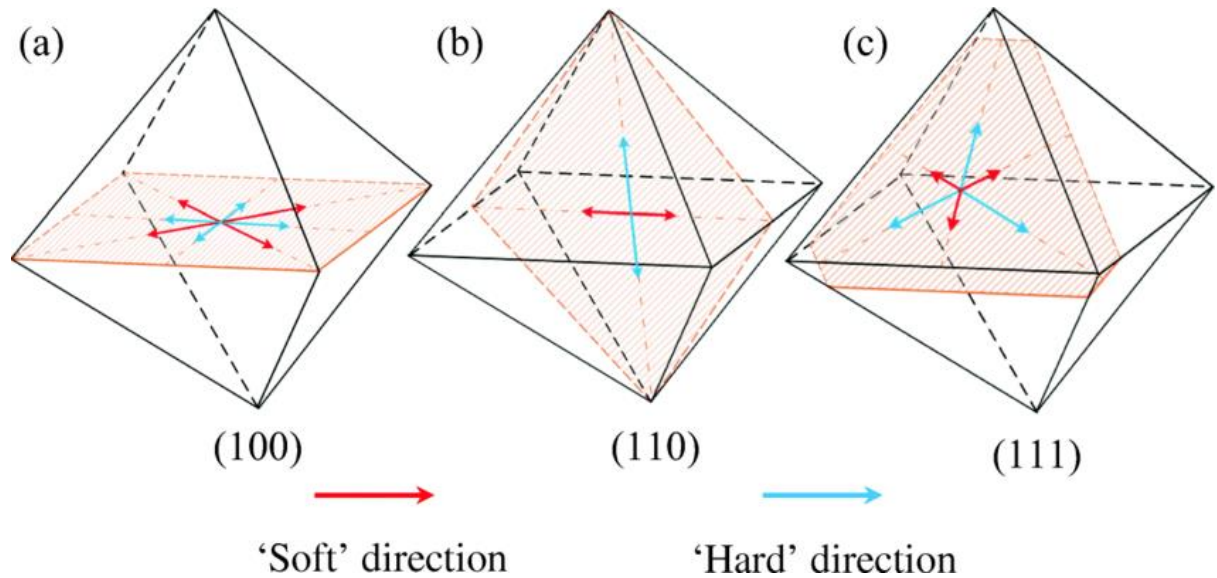 (a)
(b)
(c)
(100)
(110)
(111)
‘Soft’ direction
‘Hard’ direction